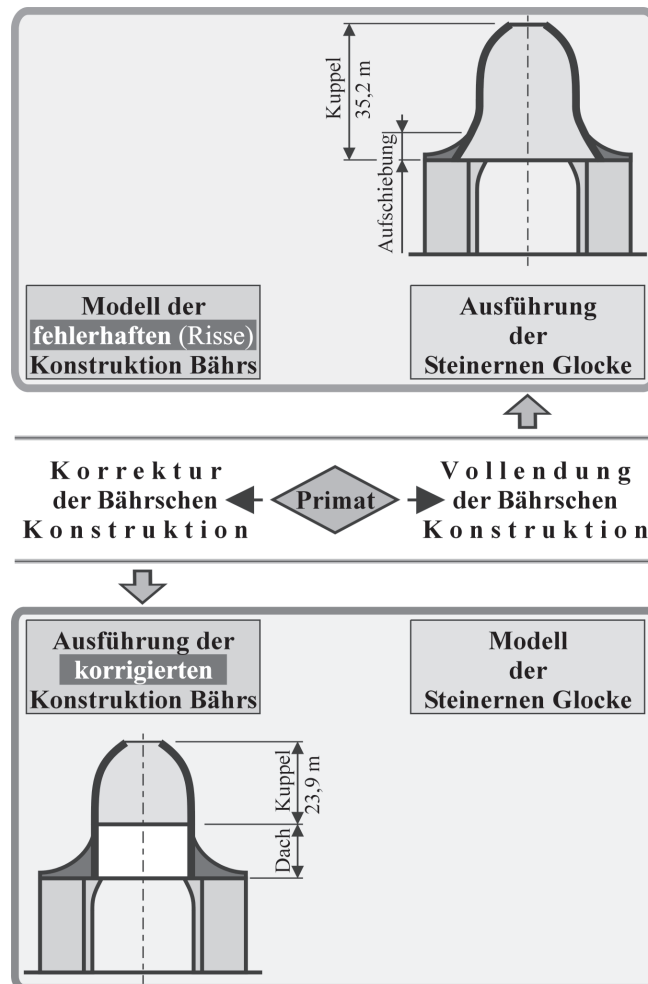 Kuppel
35,2 m
Aufschiebung
Modell der
fehlerhaften (Risse)
Konstruktion Bährs
Ausführung
der
Steinernen Glocke
Korrektur
der Bährschen
Konstruktion
Primat
Vollendung
der Bährschen
Konstruktion
Ausführung der
korrigierten
Konstruktion Bährs
Modell
der
Steinernen Glocke
Kuppel
23,9 m
Dach